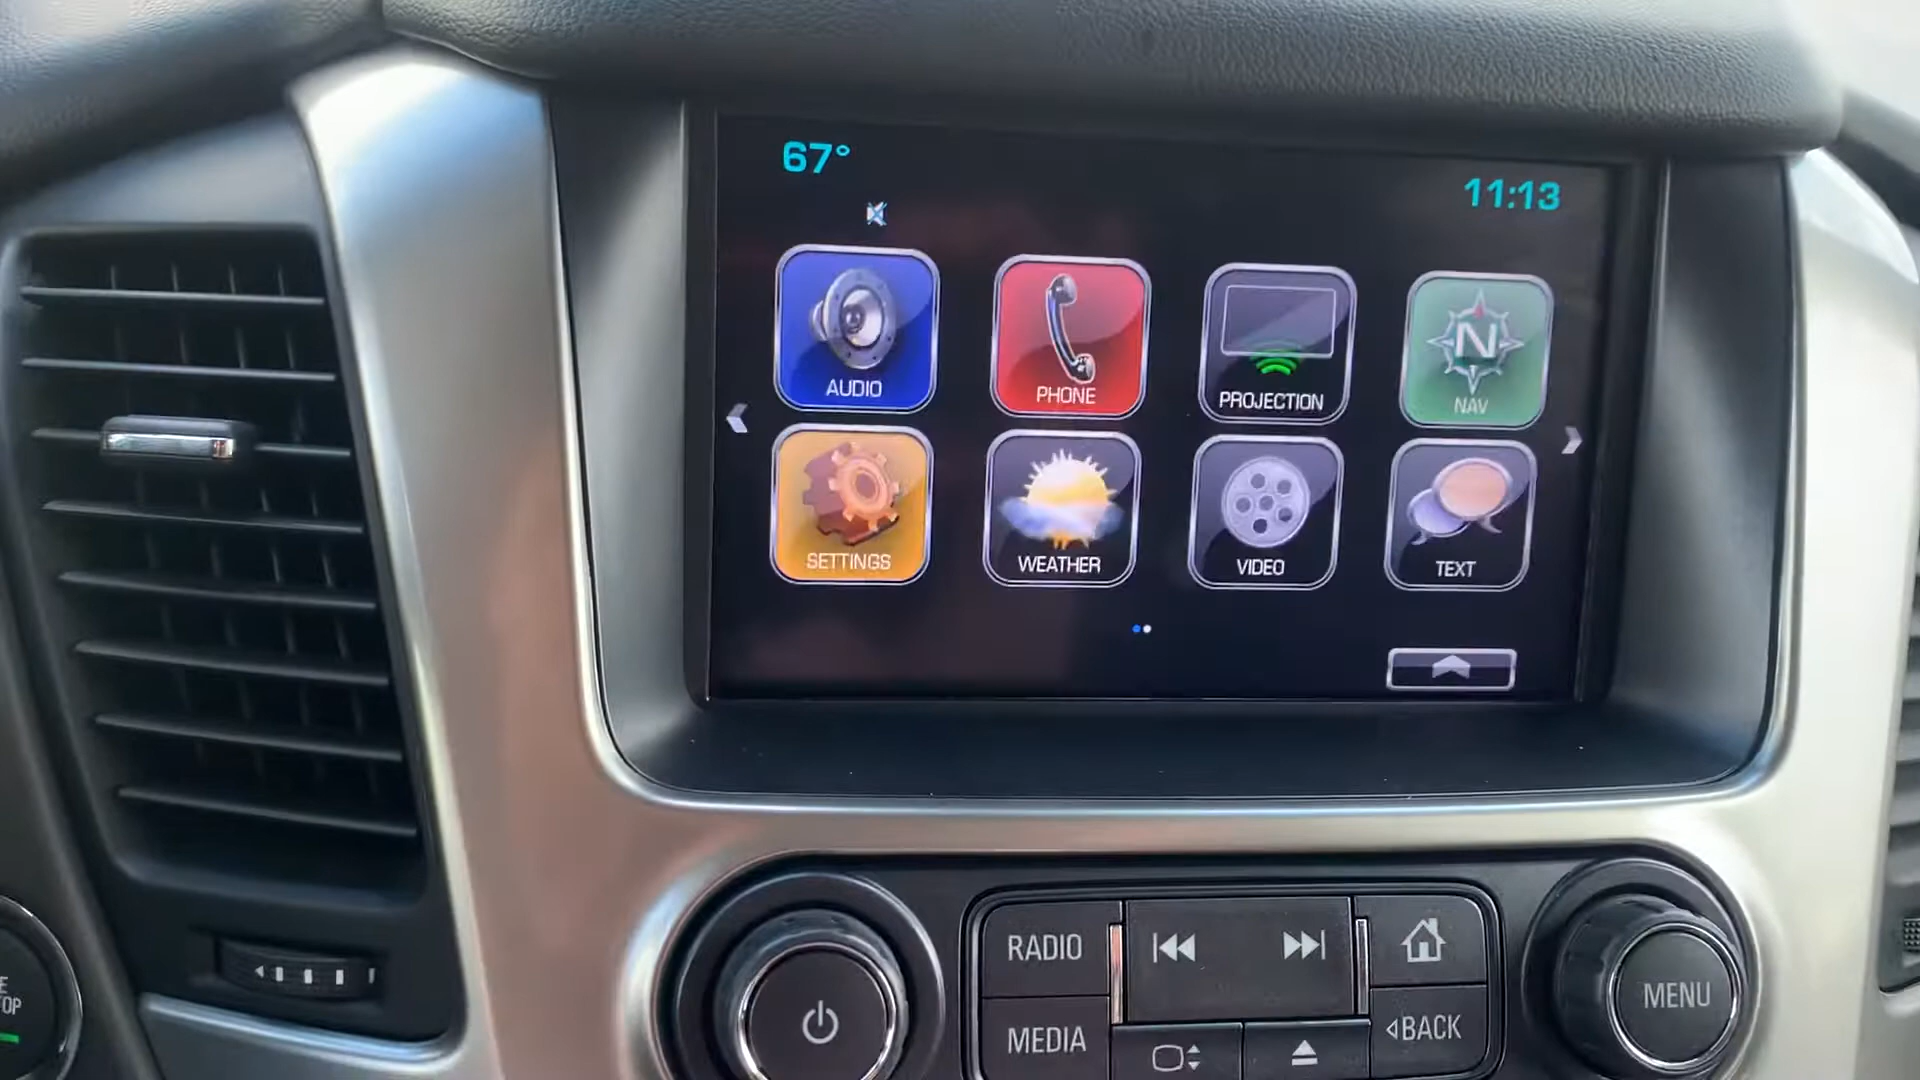 67°
11:13
AUDIO
PHONE
PROJECTION
N
NAV
SETTINGS
WEATHER
VIDEO
TEXT
RADIO
MEDIA
BACK
MENU